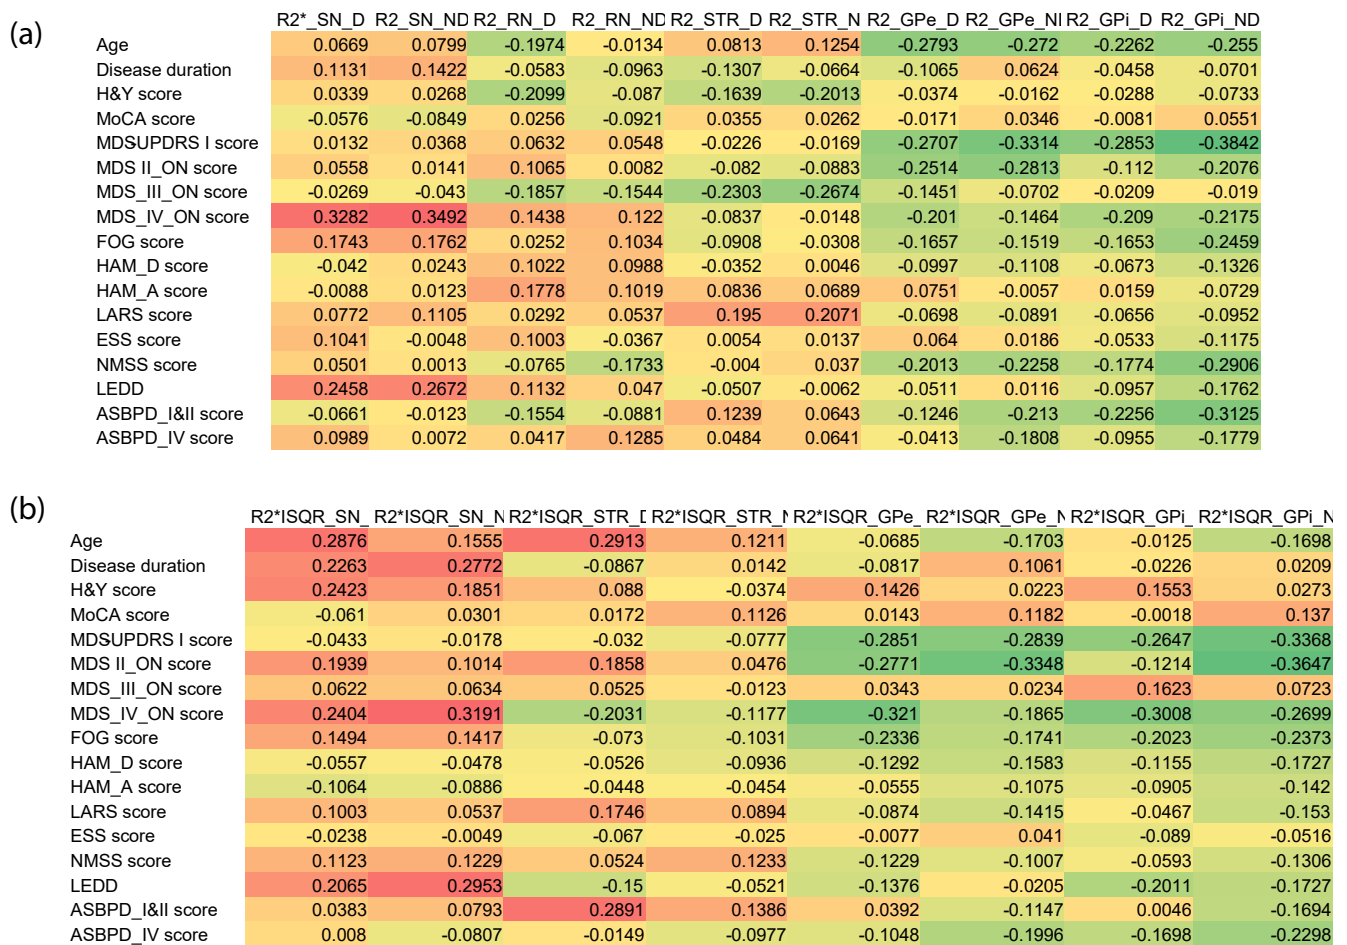 (a)
R2*_SN_D R2_SN_ND R2_RN_D R2_RN_ND R2_STR_D R2_STR_N R2_GPe_D R2_GPe_NI R2_GPi_D R2_GPi_ND
Age 0.0669 0.0799 -0.1974 -0.0134 0.0813 0.1254 -0.2793 -0.272 -0.2262 -0.255
Disease duration 0.1131 0.1422 -0.0583 -0.0963 -0.1307 -0.0664 -0.1065 0.0624 -0.0458 -0.0701
H&Y score 0.0339 0.0268 -0.2099 -0.087 -0.1639 -0.2013 -0.0374 -0.0162 -0.0288 -0.0733
MoCA score -0.0576 -0.0849 0.0256 -0.0921 0.0355 0.0262 -0.0171 0.0346 -0.0081 0.0551
MDS-UPDRS I score 0.0132 0.0368 0.0632 0.0548 -0.0226 -0.0169 -0.2707 -0.3314 -0.2853 -0.3842
MDS II_ON score 0.0558 0.0141 0.1065 0.0082 -0.082 -0.0883 -0.2514 -0.2813 -0.112 -0.2076
MDS_III_ON score -0.0269 -0.043 -0.1857 -0.1544 -0.2303 -0.2674 -0.1451 -0.0702 -0.0209 -0.019
MDS_IV_ON score 0.3282 0.3492 0.1438 0.122 -0.0837 -0.0148 -0.201 -0.1464 -0.209 -0.2175
FOG score 0.1743 0.1762 0.0252 0.1034 -0.0908 -0.0308 -0.1657 -0.1519 -0.1653 -0.2459
HAM_D score -0.042 0.0243 0.1022 0.0988 -0.0352 0.0046 -0.0997 -0.1108 -0.0673 -0.1326
HAM_A score -0.0088 0.0123 0.1778 0.1019 0.0836 0.0689 0.0751 -0.0057 0.0159 -0.0729
LARS score 0.0772 0.1105 0.0292 0.0537 0.195 0.2071 -0.0698 -0.0891 -0.0656 -0.0952
ESS score 0.1041 -0.0048 0.1003 -0.0367 0.0054 0.0137 0.064 0.0186 -0.0533 -0.1175
NMSS score 0.0501 0.0013 -0.0765 -0.1733 -0.004 0.037 -0.2013 -0.2258 -0.1774 -0.2906
LEDD 0.2458 0.2672 0.1132 0.047 -0.0507 -0.0062 -0.0511 0.0116 -0.0957 -0.1762
ASBPD_I&II score -0.0661 -0.0123 -0.1554 -0.0881 0.1239 0.0643 -0.1246 -0.213 -0.2256 -0.3125
ASBPD_IV score 0.0989 0.0072 0.0417 0.1285 0.0484 0.0641 -0.0413 -0.1808 -0.0955 -0.1779
(b)
R2*ISQR_SN_ R2*ISQR_SN_N R2*ISQR_STR_D R2*ISQR_STR_N R2*ISQR_GPe_ R2*ISQR_GPe_N R2*ISQR_GPi_ R2*ISQR_GPi_N
Age 0.2876 0.1555 0.2913 0.1211 -0.0685 -0.1703 -0.0125 -0.1698
Disease duration 0.2263 0.2772 -0.0867 0.0142 -0.0817 0.1061 -0.0226 0.0209
H&Y score 0.2423 0.1851 0.088 -0.0374 0.1426 0.0223 0.1553 0.0273
MoCA score -0.061 0.0301 0.0172 0.1126 0.0143 0.1182 -0.0018 0.137
MDS-UPDRS I score -0.0433 -0.0178 -0.032 -0.0777 -0.2851 -0.2839 -0.2647 -0.3368
MDS II_ON score 0.1939 0.1014 0.1858 0.0476 -0.2771 -0.3348 -0.1214 -0.3647
MDS_III_ON score 0.0622 0.0634 0.0525 -0.0123 0.0343 0.0234 0.1623 0.0723
MDS_IV_ON score 0.2404 0.3191 -0.2031 -0.1177 -0.321 -0.1865 -0.3008 -0.2699
FOG score 0.1494 0.1417 -0.073 -0.1031 -0.2336 -0.1741 -0.2023 -0.2373
HAM_D score -0.0557 -0.0478 -0.0526 -0.0936 -0.1292 -0.1583 -0.1155 -0.1727
HAM_A score -0.1064 -0.0886 -0.0448 -0.0454 -0.0555 -0.1075 -0.0905 -0.142
LARS score 0.1003 0.0537 0.1746 0.0894 -0.0874 -0.1415 -0.0467 -0.153
ESS score -0.0238 -0.0049 -0.067 -0.025 -0.0077 0.041 -0.089 -0.0516
NMSS score 0.1123 0.1229 0.0524 0.1233 -0.1229 -0.1007 -0.0593 -0.1306
LEDD 0.2065 0.2953 -0.15 -0.0521 -0.1376 -0.0205 -0.2011 -0.1727
ASBPD_I&II score 0.0383 0.0793 0.2891 0.1386 0.0392 -0.1147 0.0046 -0.1694
ASBPD_IV score 0.008 -0.0807 -0.0149 -0.0977 -0.1048 -0.1996 -0.1698 -0.2298